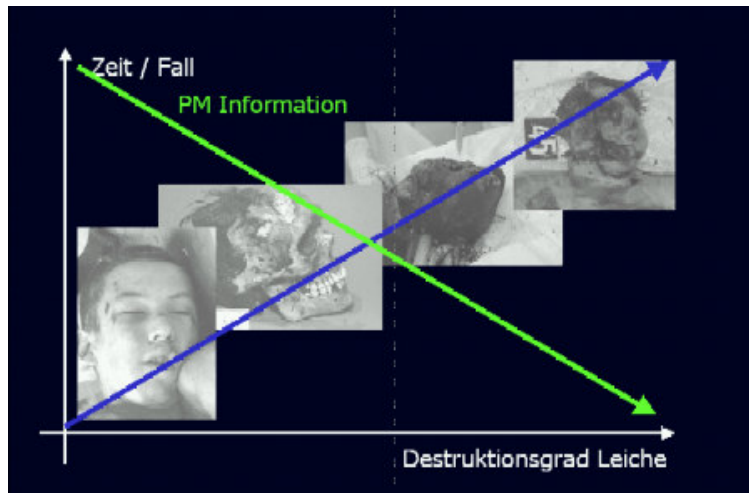 Zeit / Fall
PM Information
Destruktionsgrad Leiche